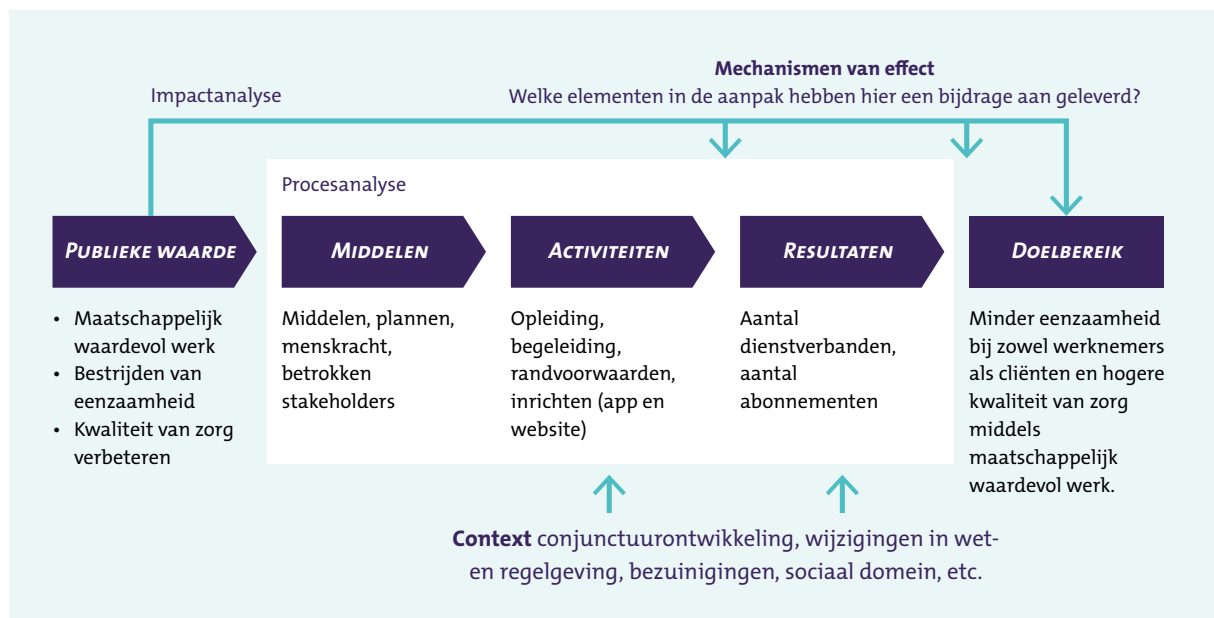 Mechanismen van effect
Impactanalyse
Welke elementen in de aanpak hebben hier een bijdrage aan geleverd?
Procesanalyse
PUBLIEKE WAARDE
MIDDELEN
ACTIVITEITEN
RESULTATEN
DOELBEREIK
• Maatschappelijk
waardevol werk
• Bestrijden van
eenzaamheid
• Kwaliteit van zorg
verbeteren
Middelen, plannen,
menskracht,
betrokken
stakeholders
Opleiding,
begeleiding,
randvoorwaarden,
inrichten (app en
website)
Aantal
dienstverbanden,
aantal
abonnementen
Minder eenzaamheid
bij zowel werknemers
als cliënten en hogere
kwaliteit van zorg
middels
maatschappelijk
waardevol werk.
Context conjunctuurontwikkeling, wijzigingen in wet-
en regelgeving, bezuinigingen, sociaal domein, etc.